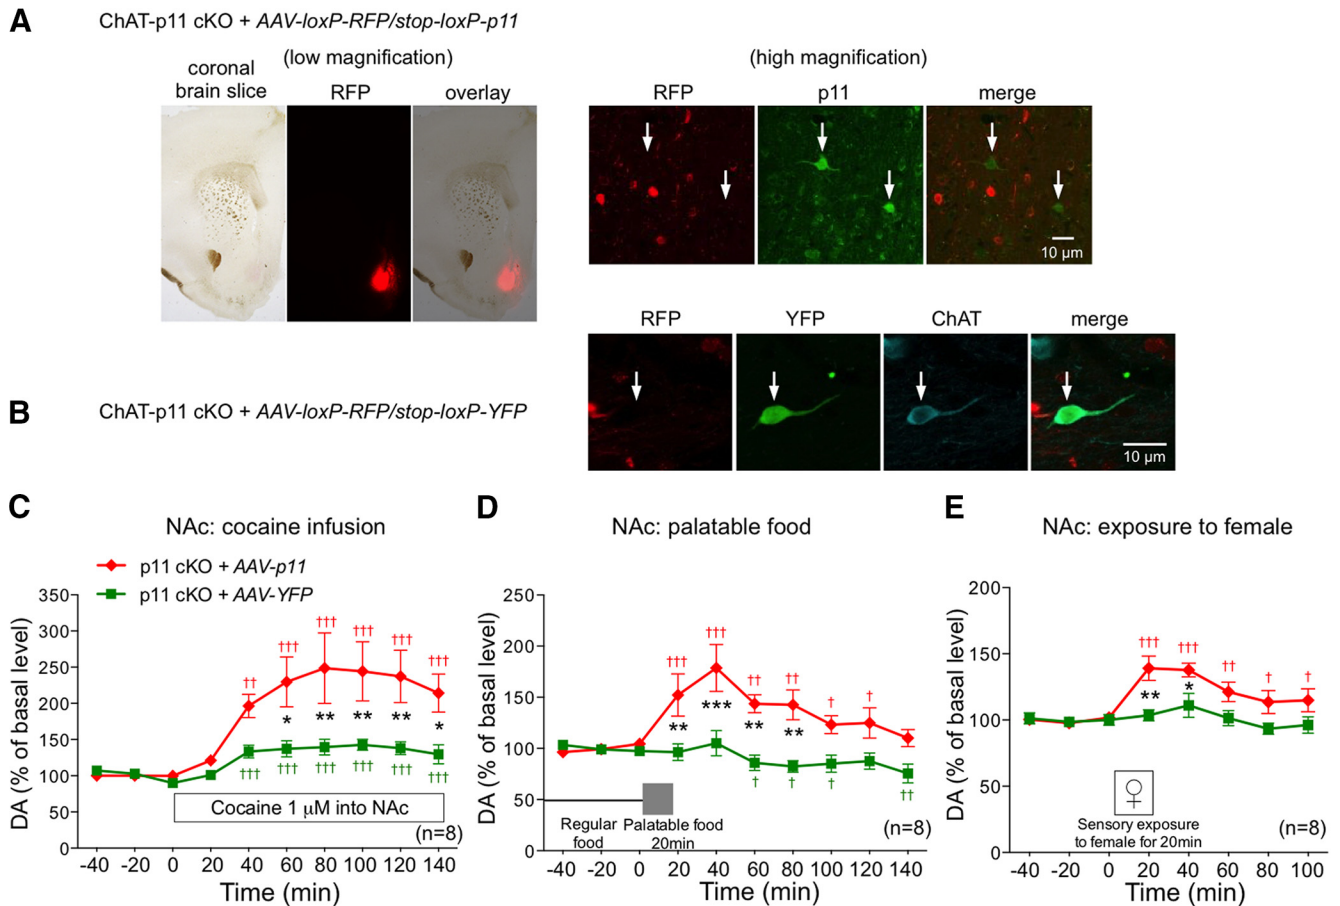 A
ChAT-p11 cKO + AAV-loxP-RFP/stop-loxP-p11
(low magnification)
coronal
brain slice
RFP
overlay
(high magnification)
RFP
p11
merge
10 µm
RFP
YFP
ChAT
merge
10 µm
B
ChAT-p11 cKO + AAV-loxP-RFP/stop-loxP-YFP
C
NAc: cocaine infusion
p11 cKO + AAV-p11
p11 cKO + AAV-YFP
DA (% of basal level)
350
300
250
200
150
100
50
0
†† ††† ††† ††† ††† †††
* ** ** ** *
††† ††† ††† ††† ††† †††
Cocaine 1 µM into NAc
(n=8)
-40 -20 0 20 40 60 80 100 120 140
Time (min)
D
NAc: palatable food
DA (% of basal level)
250
200
150
100
50
0
††† ††† †† †† † †
** *** ** **
† † † ††
Regular
food
Palatable food
20min
(n=8)
-40 -20 0 20 40 60 80 100 120 140
Time (min)
E
NAc: exposure to female
DA (% of basal level)
200
150
100
50
0
††† ††† †† † †
** *
♀
Sensory exposure
to female for 20min
(n=8)
-40 -20 0 20 40 60 80 100
Time (min)